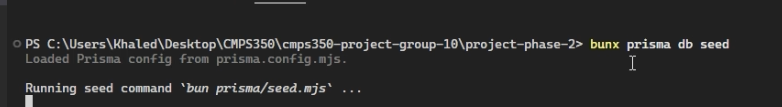 PS C:\Users\Khaled\Desktop\CMPS350\cmps350-project-group-10\project-phase-2> bunx prisma db seed
Loaded Prisma config from prisma.config.mjs.
Running seed command `bun prisma/seed.mjs` ...